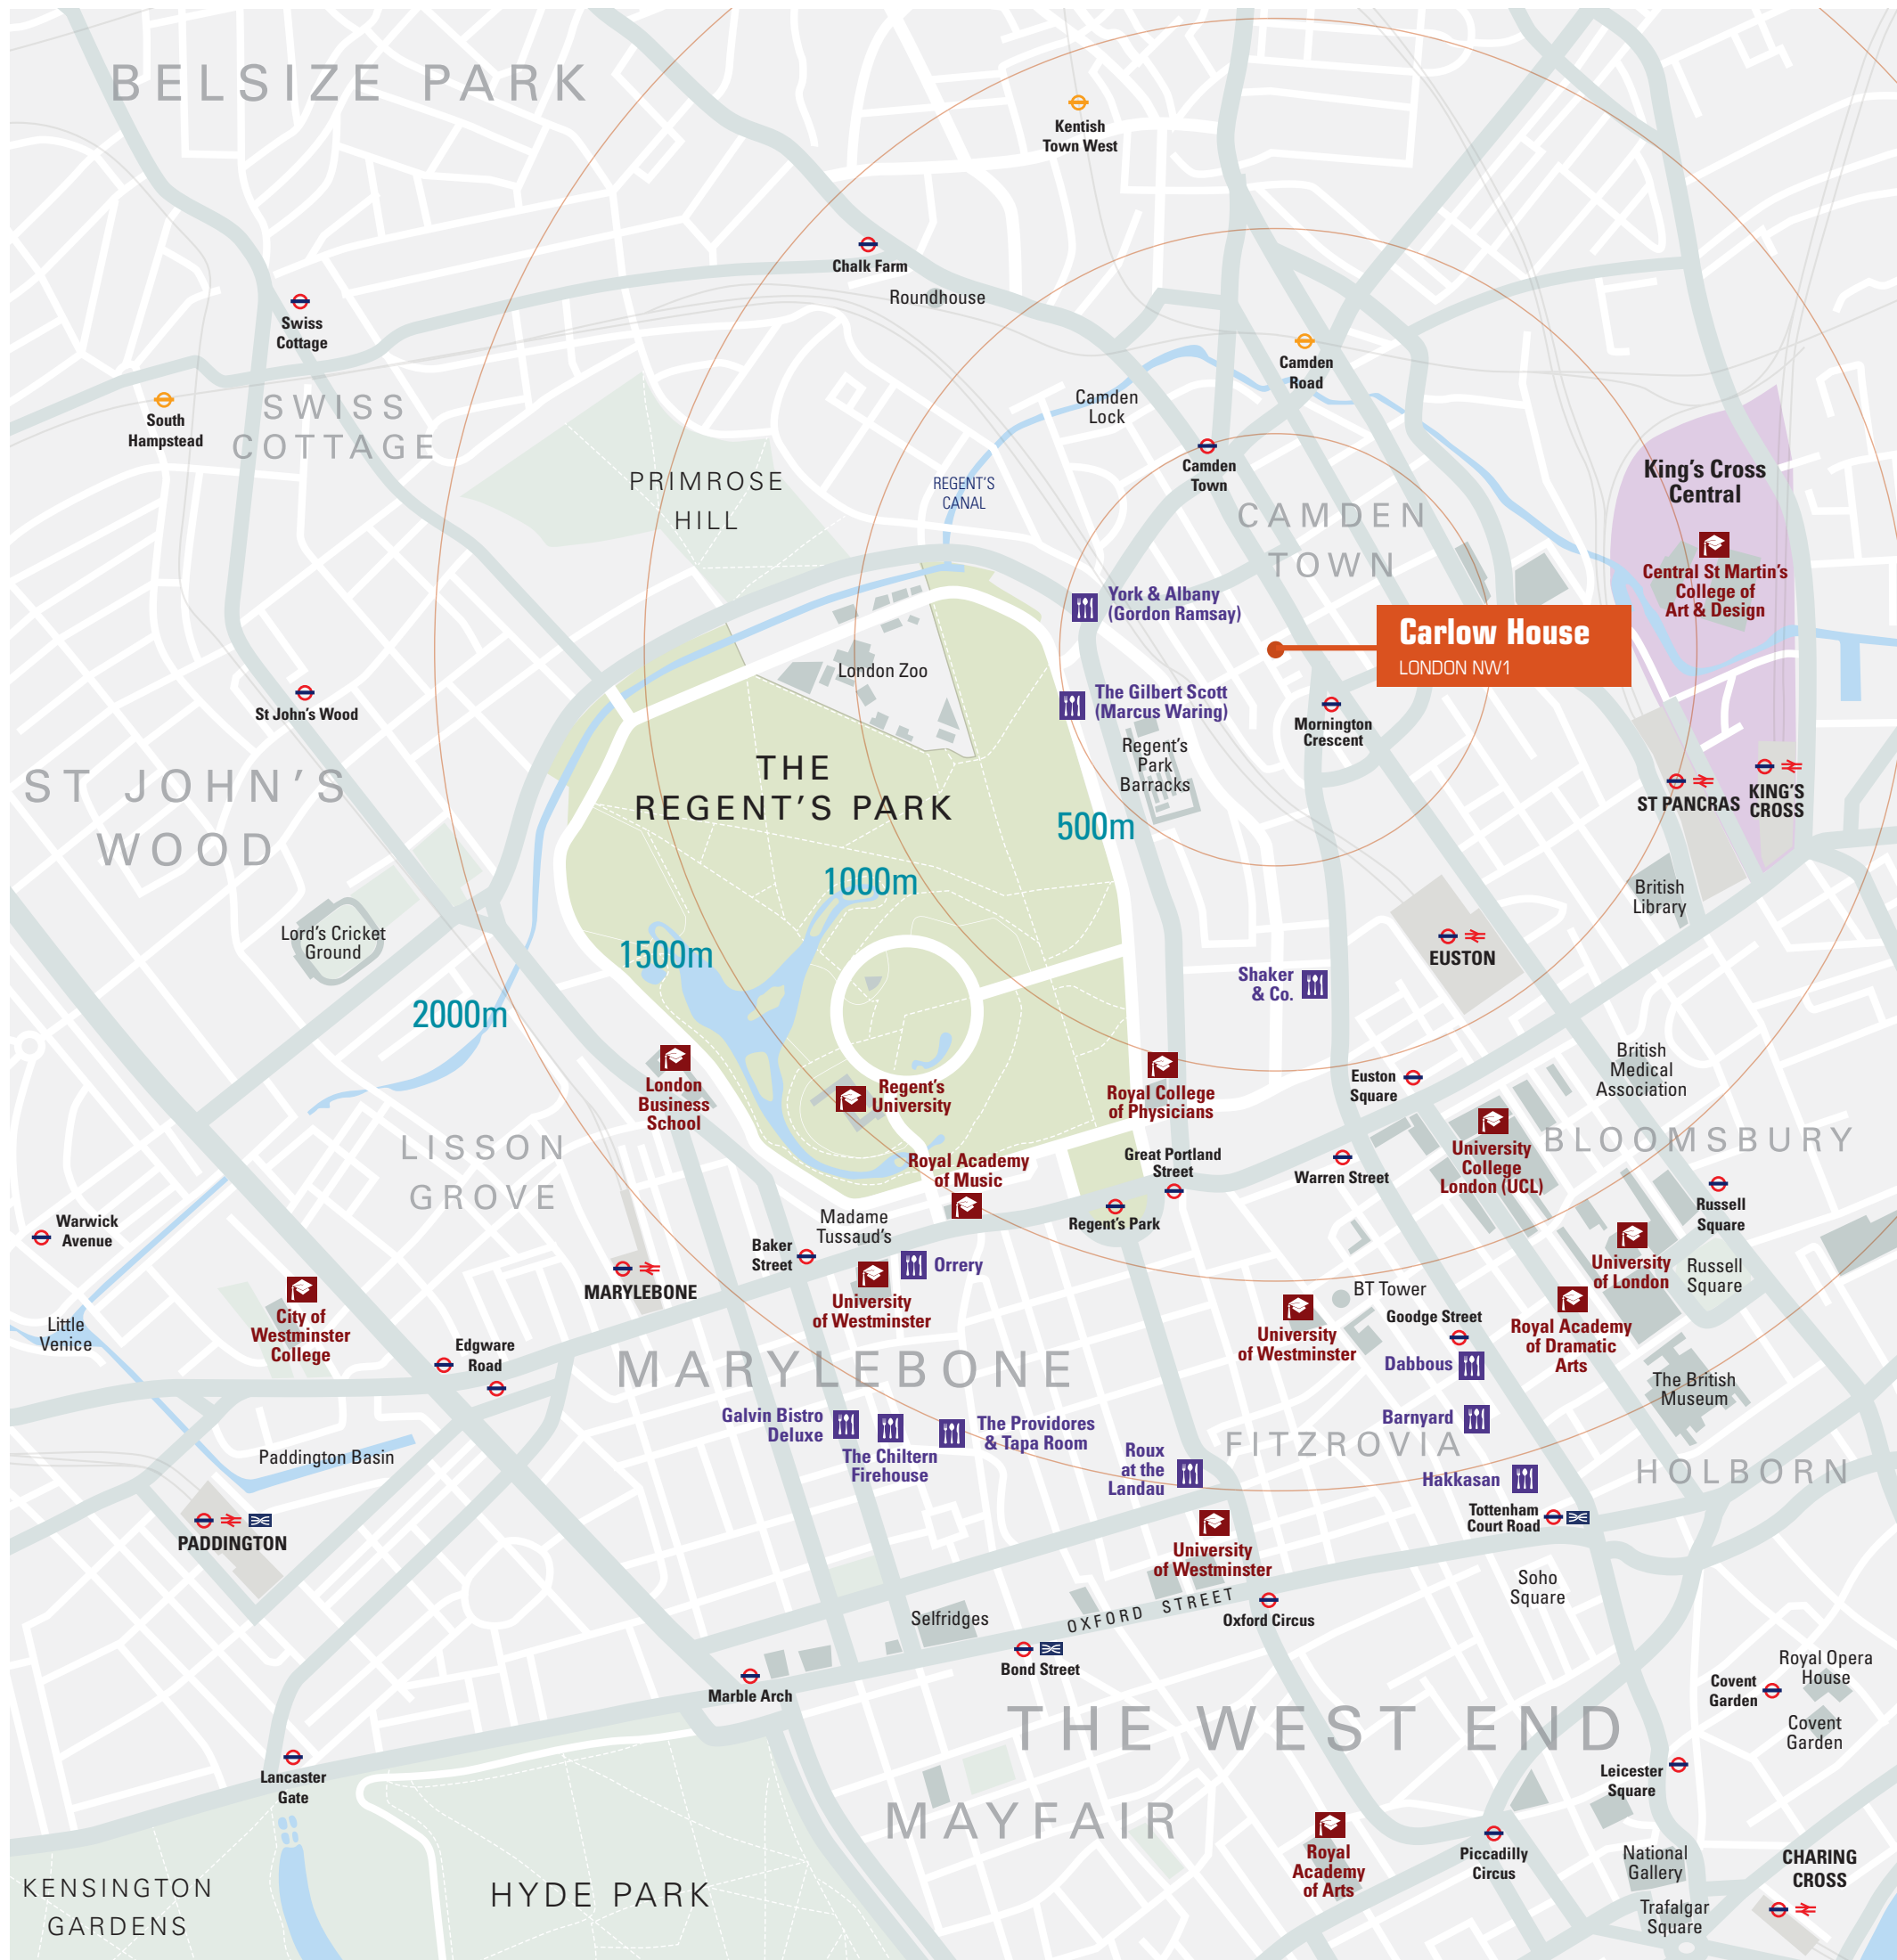 BELSIZE PARK
Kentish
Town West
Chalk Farm
Roundhouse
Swiss
Cottage
Camden
Road
South
Hampstead
SWISS
COTTAGE
Camden
Lock
Camden
Town
PRIMROSE
HILL
REGENT'S
CANAL
CAMDEN
TOWN
King's Cross
Central
Central St Martin's
College of
Art & Design
York & Albany
(Gordon Ramsay)
Carlow House
LONDON NW1
London Zoo
St John's Wood
The Gilbert Scott
(Marcus Waring)
Mornington
Crescent
Regent's
Park
Barracks
THE
REGENT'S PARK
ST JOHN'S
WOOD
ST PANCRAS
KING'S
CROSS
500m
1000m
1500m
2000m
British
Library
Lord's Cricket
Ground
EUSTON
Shaker
& Co.
British
Medical
Association
London
Business
School
Regent's
University
Royal College
of Physicians
Euston
Square
LISSON
GROVE
BLOOMSBURY
University
College
London (UCL)
Royal Academy
of Music
Great Portland
Street
Warren Street
Russell
Square
Warwick
Avenue
Madame
Tussaud's
Regent's Park
Baker
Street
Orrery
University
of London
Russell
Square
MARYLEBONE
University
of Westminster
BT Tower
Goodge Street
City of
Westminster
College
Little
Venice
University
of Westminster
Royal Academy
of Dramatic
Arts
Edgware
Road
MARYLEBONE
Dabbous
The British
Museum
Galvin Bistro
Deluxe
The Chiltern
Firehouse
The Providores
& Tapa Room
Barnyard
FITZROVIA
Paddington Basin
Roux
at the
Landau
Hakkasan
HOLBORN
PADDINGTON
Tottenham
Court Road
University
of Westminster
Soho
Square
OXFORD STREET
Oxford Circus
Selfridges
Bond Street
Marble Arch
Royal Opera
House
Covent
Garden
Covent
Garden
THE WEST END
Lancaster
Gate
Leicester
Square
MAYFAIR
Royal
Academy
of Arts
Piccadilly
Circus
National
Gallery
CHARING
CROSS
KENSINGTON
GARDENS
HYDE PARK
Trafalgar
Square